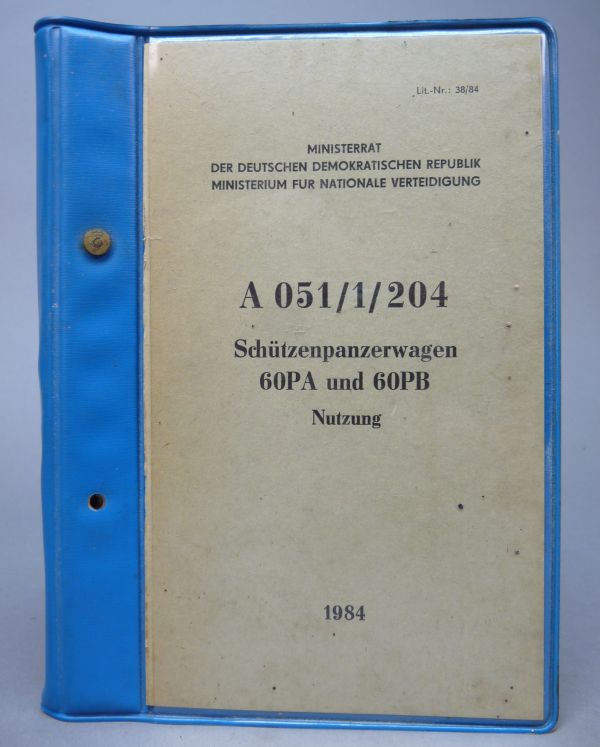 Lit.-Nr.: 38/84
MINISTERRAT
DER DEUTSCHEN DEMOKRATISCHEN REPUBLIK
MINISTERIUM FUR NATIONALE VERTEIDIGUNG
A 051/1/204
Schützenpanzerwagen
60PA und 60PB
Nutzung
1984